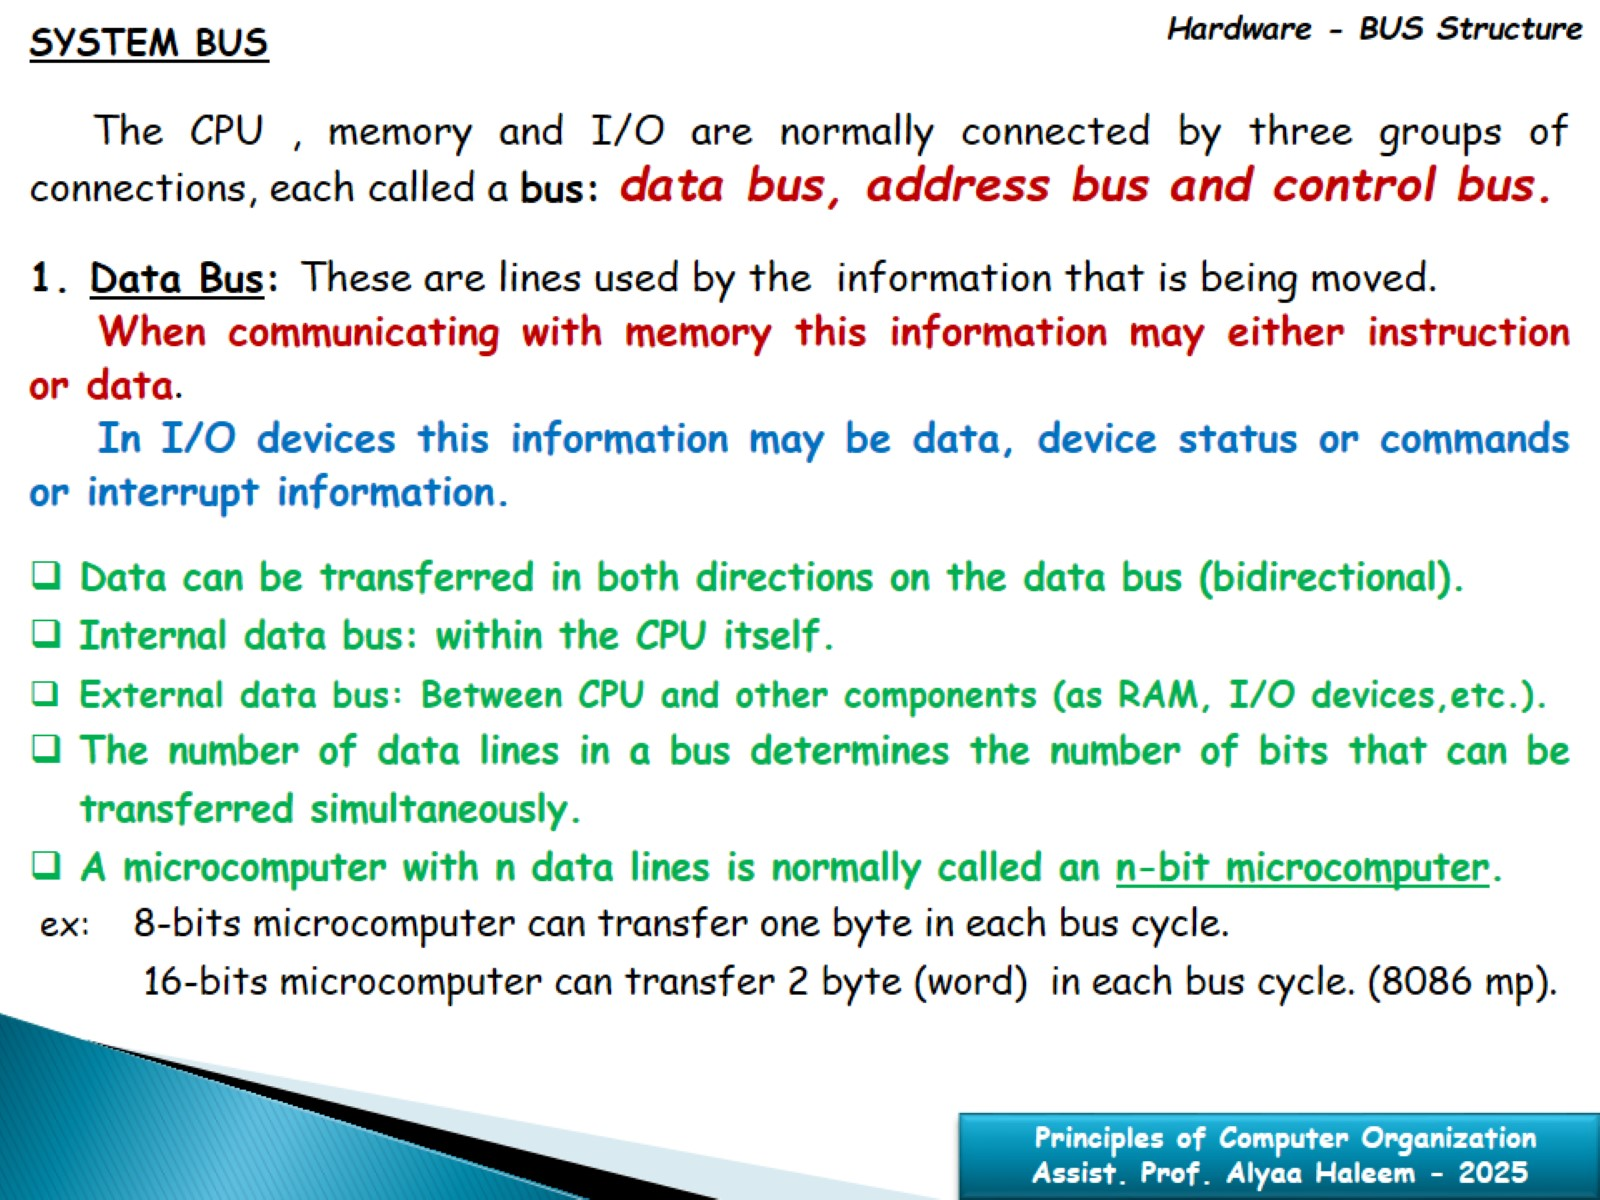 SYSTEM BUS
Hardware - BUS Structure
The CPU , memory and I/O are normally connected by three groups of
connections, each called a bus: data bus, address bus and control bus.
1. Data Bus: These are lines used by the information that is being moved.
When communicating with memory this information may either instruction
or data.
In I/O devices this information may be data, device status or commands
or interrupt information.
❑ Data can be transferred in both directions on the data bus (bidirectional).
❑ Internal data bus: within the CPU itself.
❑ External data bus: Between CPU and other components (as RAM, I/O devices,etc.).
❑ The number of data lines in a bus determines the number of bits that can be
transferred simultaneously.
❑ A microcomputer with n data lines is normally called an n-bit microcomputer.
ex: 8-bits microcomputer can transfer one byte in each bus cycle.
16-bits microcomputer can transfer 2 byte (word) in each bus cycle. (8086 mp).
Principles of Computer Organization
Assist. Prof. Alyaa Haleem - 2025